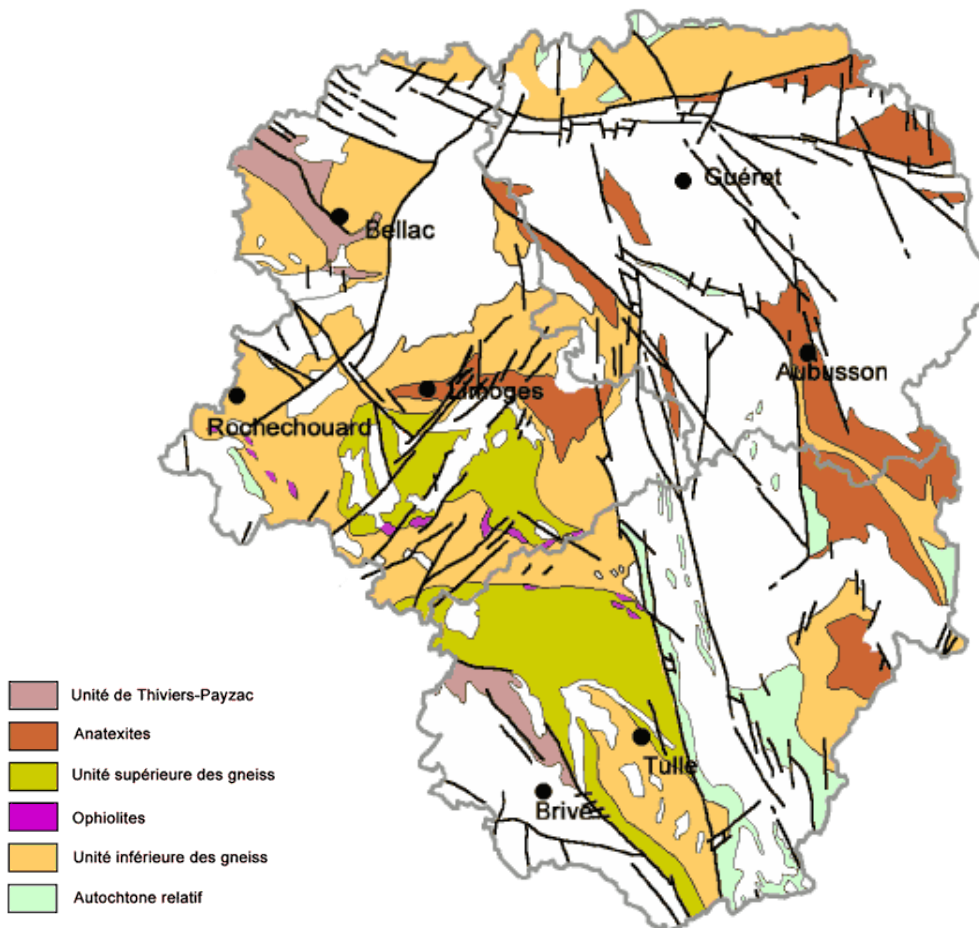 Guéret
Bellac
Aubusson
Limoges
Rochechouard
Tulle
Brive
Unité de Thiviers-Payzac
Anatexites
Unité supérieure des gneiss
Ophiolites
Unité inférieure des gneiss
Autochtone relatif